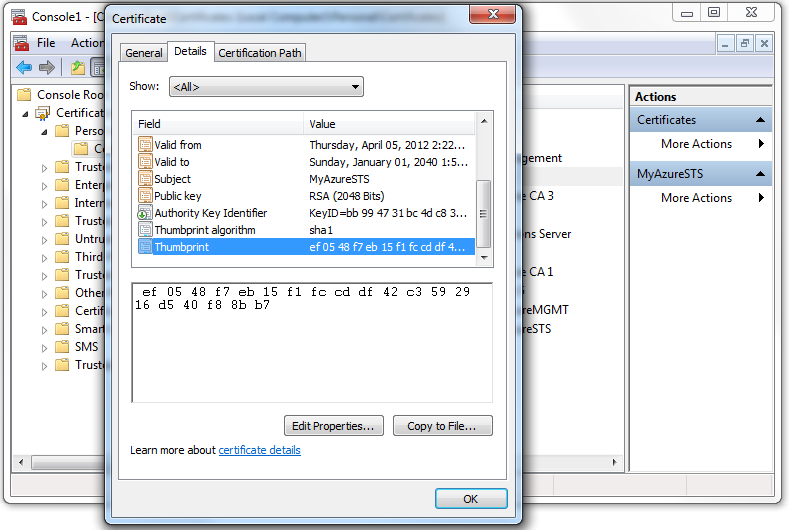 Console1 - [C
Certificate
File
Action
General
Details
Certification Path
Show:
<All>
Field
Value
Valid from
Thursday, April 05, 2012 2:22...
Valid to
Sunday, January 01, 2040 1:5...
Subject
MyAzureSTS
Public key
RSA (2048 Bits)
Authority Key Identifier
KeyID=bb 99 47 31 bc 4d c8 3...
Thumbprint algorithm
sha1
Thumbprint
ef 05 48 f7 eb 15 f1 fc cd df 4...
ef 05 48 f7 eb 15 f1 fc cd df 42 c3 59 29
16 d5 40 f8 8b b7
Edit Properties...
Copy to File...
Learn more about certificate details
OK
Console Roo
Certificat
Perso
Ce
Truste
Enterp
Interm
Truste
Untru
Third
Truste
Other
Certif
Smart
SMS
Truste
gement
e CA 3
ons Server
e CA 1
reMGMT
reSTS
Actions
Certificates
More Actions
MyAzureSTS
More Actions